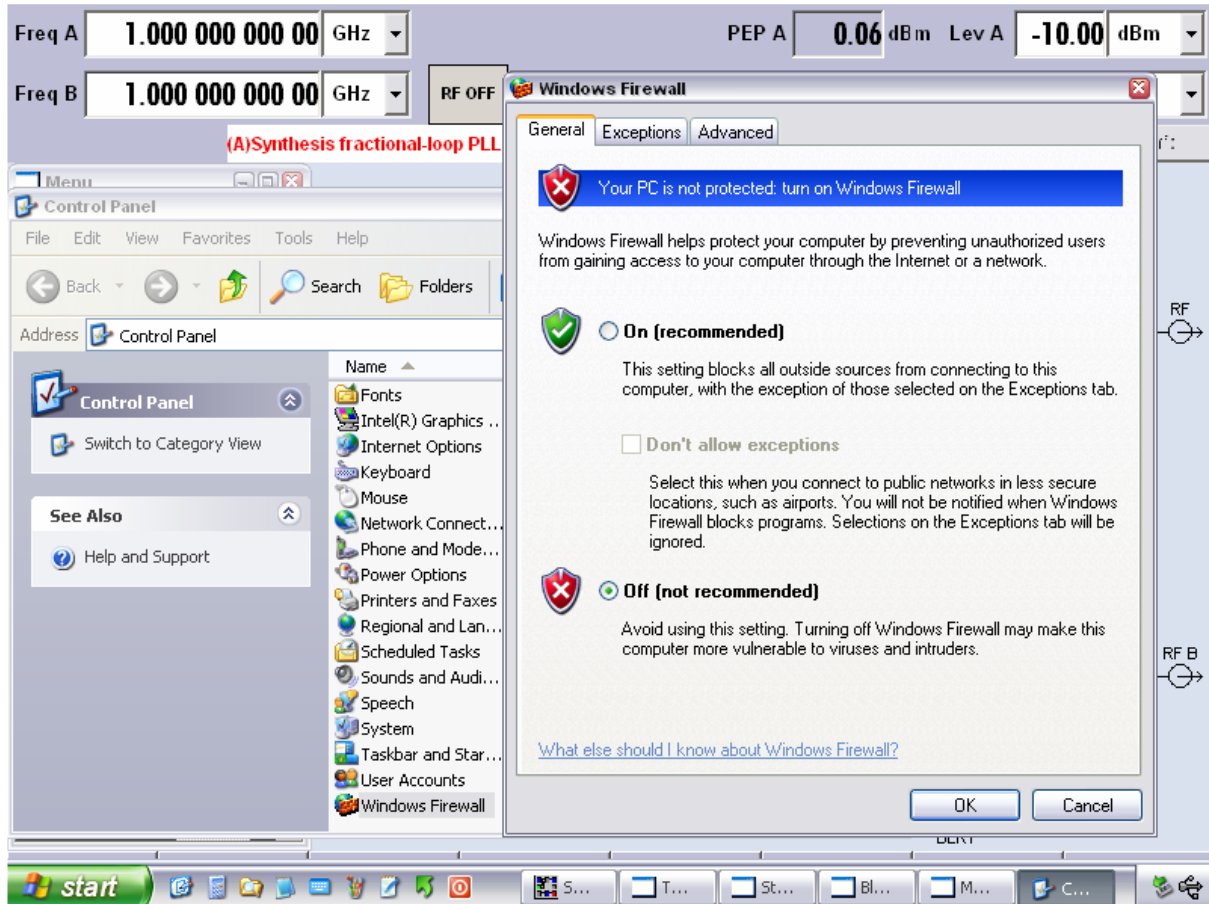 Freq A 1.000 000 000 00 GHz PEP A 0.06 dBm Lev A -10.00 dBm
Freq B 1.000 000 000 00 GHz RF OFF
(A)Synthesis fractional-loop PLL
Menu
Control Panel
File Edit View Favorites Tools Help
Back Search Folders
Address Control Panel
Control Panel
Switch to Category View
See Also
Help and Support
Name
Fonts
Intel(R) Graphics ...
Internet Options
Keyboard
Mouse
Network Connect...
Phone and Mode...
Power Options
Printers and Faxes
Regional and Lan...
Scheduled Tasks
Sounds and Audi...
Speech
System
Taskbar and Star...
User Accounts
Windows Firewall
Windows Firewall
General Exceptions Advanced
Your PC is not protected: turn on Windows Firewall
Windows Firewall helps protect your computer by preventing unauthorized users
from gaining access to your computer through the Internet or a network.
On (recommended)
This setting blocks all outside sources from connecting to this
computer, with the exception of those selected on the Exceptions tab.
Don't allow exceptions
Select this when you connect to public networks in less secure
locations, such as airports. You will not be notified when Windows
Firewall blocks programs. Selections on the Exceptions tab will be
ignored.
Off (not recommended)
Avoid using this setting. Turning off Windows Firewall may make this
computer more vulnerable to viruses and intruders.
What else should I know about Windows Firewall?
OK Cancel
RF
RF B
start S... T... St... Bl... M... C...